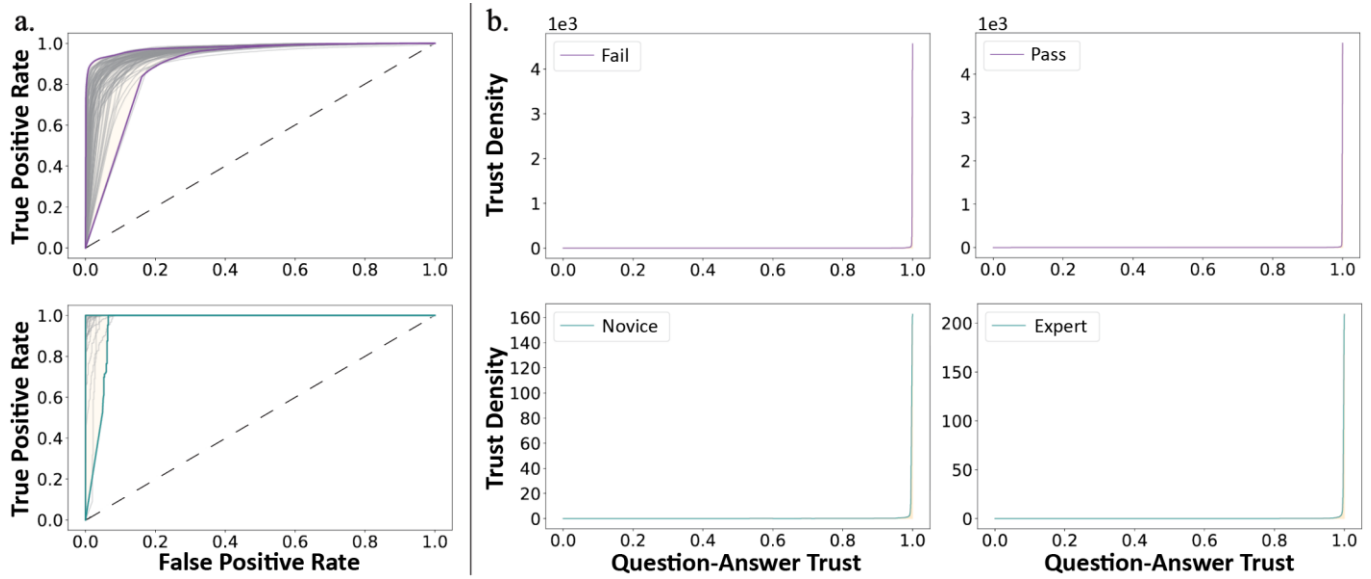 a.
True Positive Rate
1.0
0.8
0.6
0.4
0.2
0.0
0.0 0.2 0.4 0.6 0.8 1.0
True Positive Rate
1.0
0.8
0.6
0.4
0.2
0.0
0.0 0.2 0.4 0.6 0.8 1.0
False Positive Rate
b.
1e3
Fail
Trust Density
4
3
2
1
0
0.0 0.2 0.4 0.6 0.8 1.0
1e3
Pass
4
3
2
1
0
0.0 0.2 0.4 0.6 0.8 1.0
Novice
Trust Density
160
140
120
100
80
60
40
20
0
0.0 0.2 0.4 0.6 0.8 1.0
Question-Answer Trust
Expert
200
150
100
50
0
0.0 0.2 0.4 0.6 0.8 1.0
Question-Answer Trust